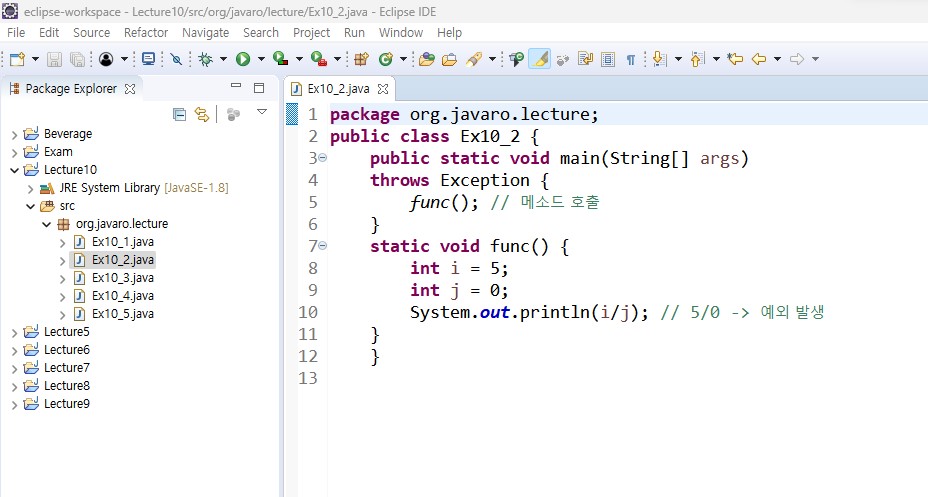 eclipse-workspace - Lecture10/src/org/javaro/lecture/Ex10_2.java - Eclipse IDE
File Edit Source Refactor Navigate Search Project Run Window Help
Package Explorer
Beverage
Exam
Lecture10
JRE System Library [JavaSE-1.8]
src
org.javaro.lecture
Ex10_1.java
Ex10_2.java
Ex10_3.java
Ex10_4.java
Ex10_5.java
Lecture5
Lecture6
Lecture7
Lecture8
Lecture9
Ex10_2.java
1 package org.javaro.lecture;
2 public class Ex10_2 {
3 public static void main(String[] args)
4 throws Exception {
5 func(); // 메소드 호출
6 }
7 static void func() {
8 int i = 5;
9 int j = 0;
10 System.out.println(i/j); // 5/0 -> 예외 발생
11 }
12 }
13